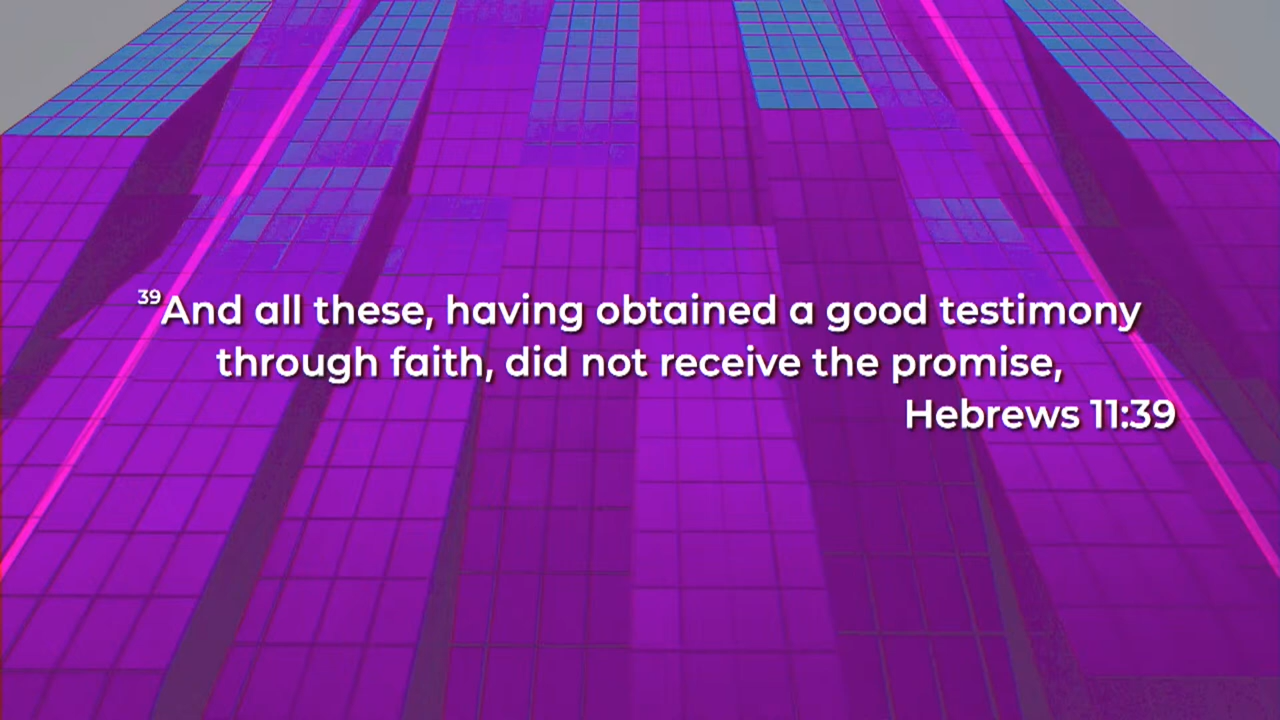 39And all these, having obtained a good testimony
through faith, did not receive the promise,
Hebrews 11:39